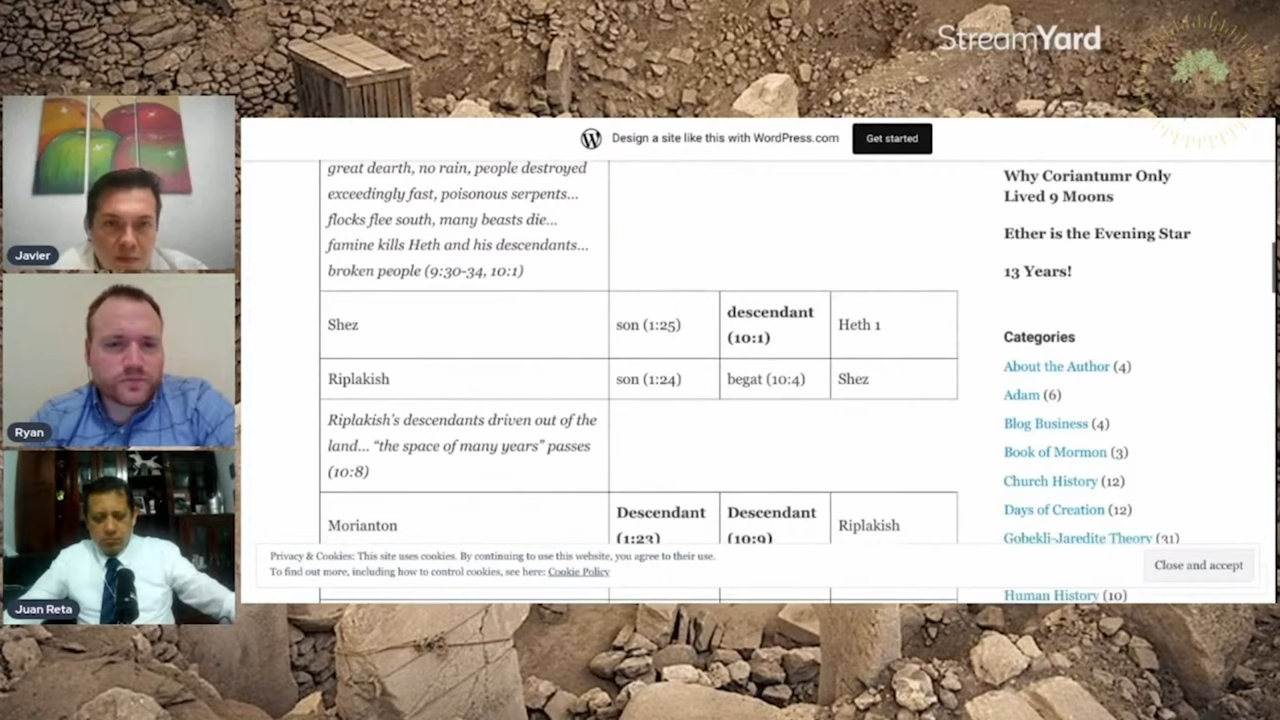 StreamYard
Javier
Ryan
Juan Reta
Design a site like this with WordPress.com
Get started
great dearth, no rain, people destroyed
exceedingly fast, poisonous serpents…
flocks flee south, many beasts die…
famine kills Heth and his descendants…
broken people (9:30-34, 10:1)
Shez
son (1:25)
descendant
(10:1)
Heth 1
Riplakish
son (1:24)
begat (10:4)
Shez
Riplakish’s descendants driven out of the
land… “the space of many years” passes
(10:8)
Morianton
Descendant
(1:23)
Descendant
(10:9)
Riplakish
Why Coriantumr Only
Lived 9 Moons
Ether is the Evening Star
13 Years!
Categories
About the Author (4)
Adam (6)
Blog Business (4)
Book of Mormon (3)
Church History (12)
Days of Creation (12)
Gobekli-Jaredite Theory (31)
Human History (10)
Privacy & Cookies: This site uses cookies. By continuing to use this website, you agree to their use.
To find out more, including how to control cookies, see here: Cookie Policy
Close and accept